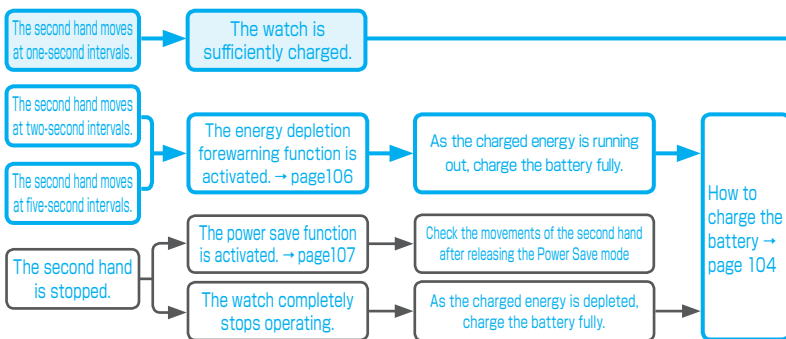 The second hand moves
at one-second intervals.
The watch is
sufficiently charged.
The second hand moves
at two-second intervals.
The second hand moves
at five-second intervals.
The energy depletion
forewarning function is
activated. → page106
As the charged energy is running
out, charge the battery fully.
How to
charge the
battery →
page 104
The second hand
is stopped.
The power save function
is activated. → page107
Check the movements of the second hand
after releasing the Power Save mode
The watch completely
stops operating.
As the charged energy is depleted,
charge the battery fully.